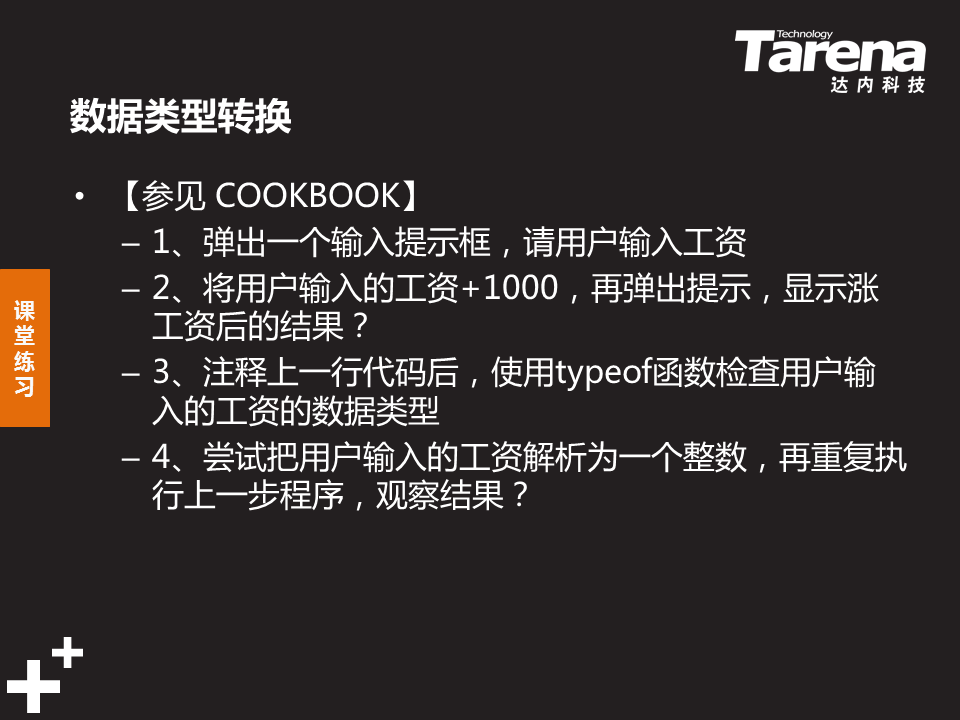 Technology
Tarena
达内科技
数据类型转换
• 【参见 COOKBOOK】
– 1、弹出一个输入提示框，请用户输入工资
– 2、将用户输入的工资+1000，再弹出提示，显示涨
工资后的结果？
– 3、注释上一行代码后，使用typeof函数检查用户输
入的工资的数据类型
– 4、尝试把用户输入的工资解析为一个整数，再重复执
行上一步程序，观察结果？
课
堂
练
习